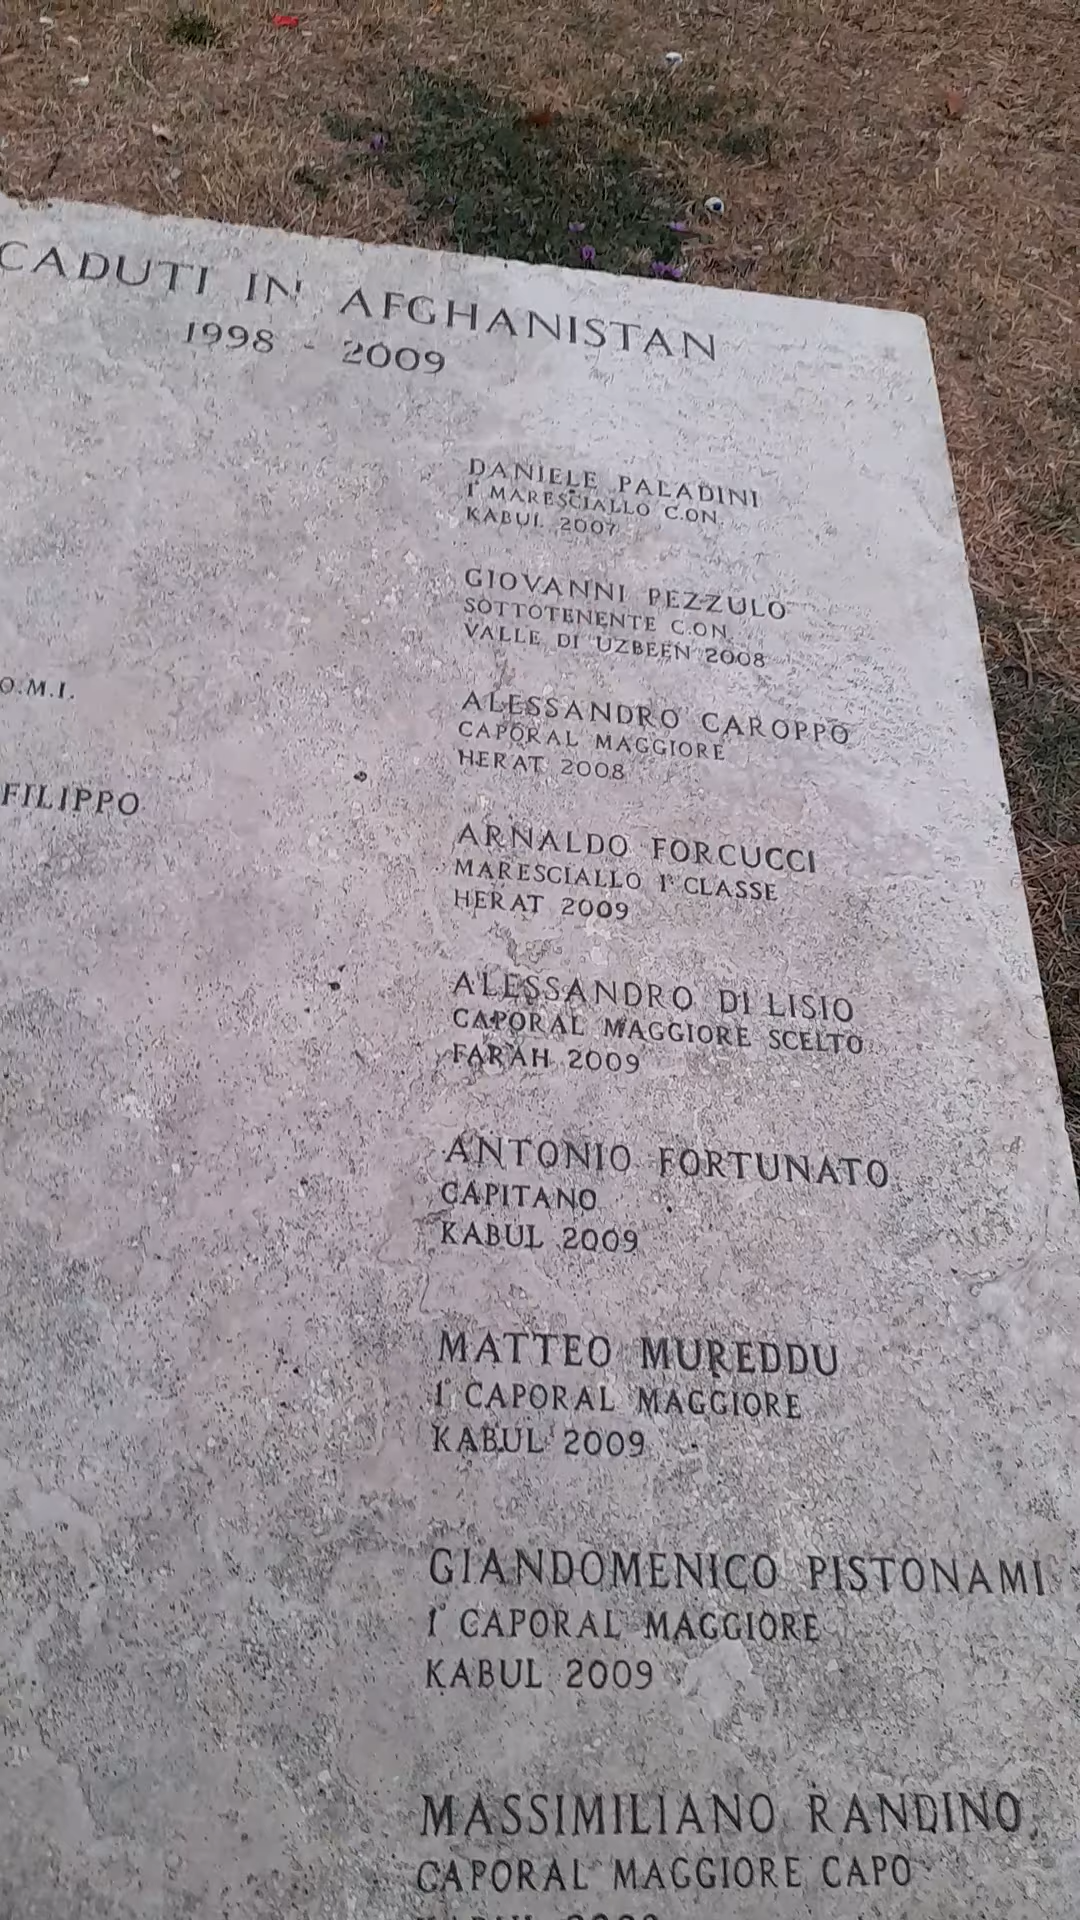 CADUTI IN AFGHANISTAN
1998 - 2009
DANIELE PALADINI
1° MARESCIALLO C.ON.
KABUL 2007
GIOVANNI PEZZULO
SOTTOTENENTE C.ON.
VALLE DI UZBEEN 2008
O.M.I.
ALESSANDRO CAROPPO
CAPORAL MAGGIORE
HERAT 2008
FILIPPO
ARNALDO FORCUCCI
MARESCIALLO 1ª CLASSE
HERAT 2009
ALESSANDRO DI LISIO
CAPORAL MAGGIORE SCELTO
FARAH 2009
ANTONIO FORTUNATO
CAPITANO
KABUL 2009
MATTEO MUREDDU
1° CAPORAL MAGGIORE
KABUL 2009
GIANDOMENICO PISTONAMI
1° CAPORAL MAGGIORE
KABUL 2009
MASSIMILIANO RANDINO
CAPORAL MAGGIORE CAPO